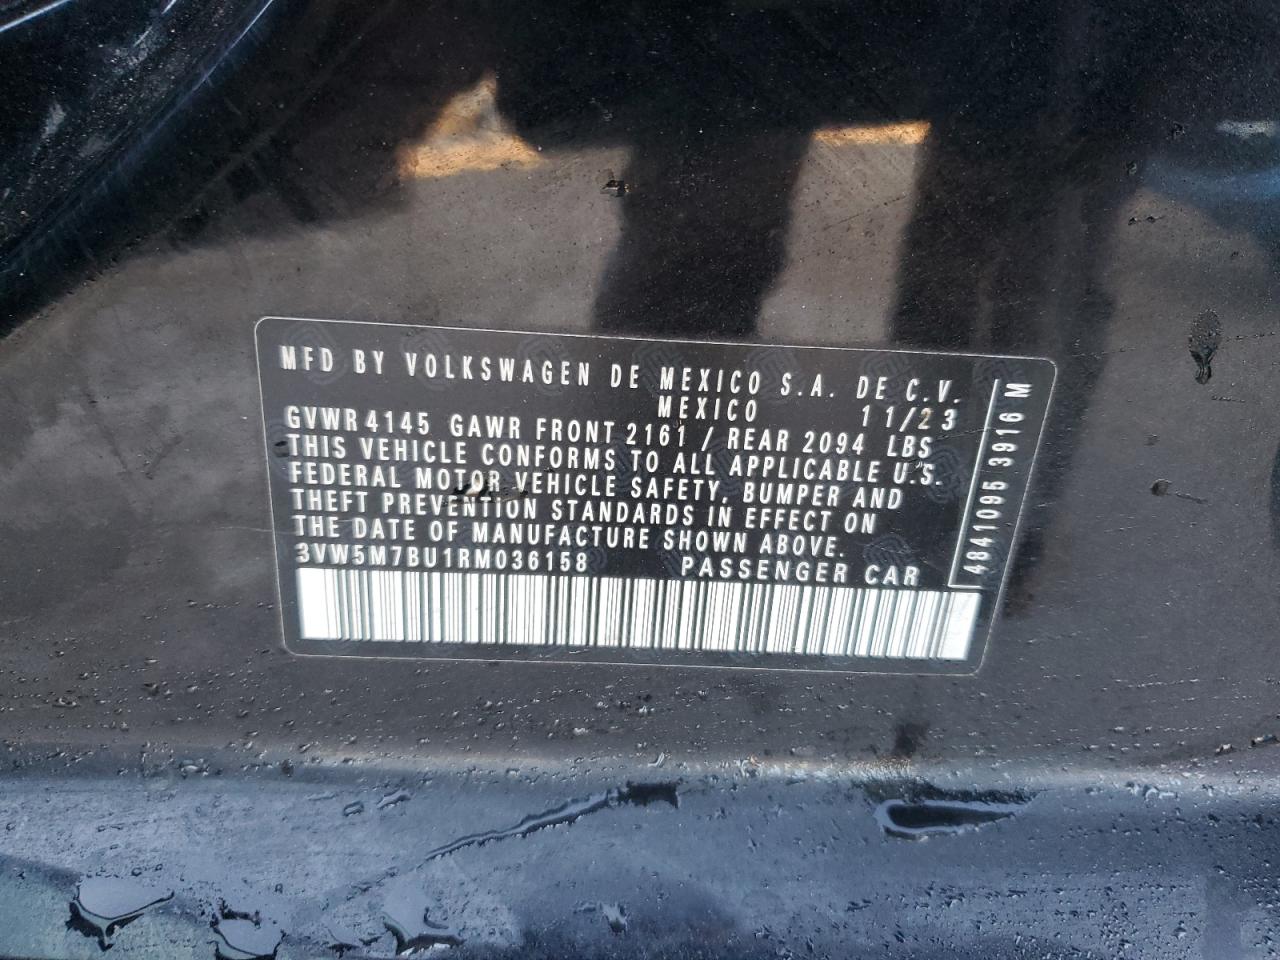 MFD BY VOLKSWAGEN DE MEXICO S.A. DE C.V.
MEXICO 11/23
GVWR 4145 GAWR FRONT 2161 / REAR 2094 LBS
THIS VEHICLE CONFORMS TO ALL APPLICABLE U.S.
FEDERAL MOTOR VEHICLE SAFETY, BUMPER AND
THEFT PREVENTION STANDARDS IN EFFECT ON
THE DATE OF MANUFACTURE SHOWN ABOVE.
3VW5M7BU1RM036158 PASSENGER CAR
4841095 3916 M